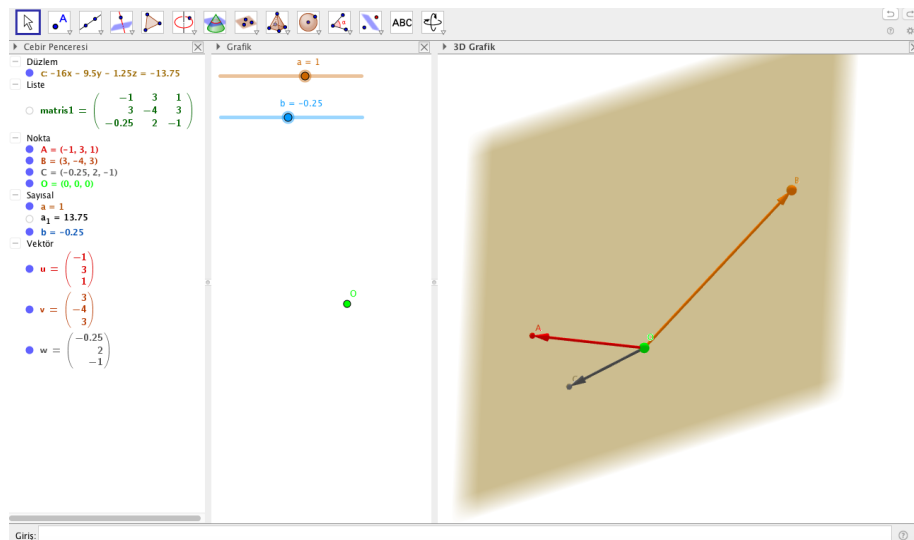 ABC
Cebir Penceresi
Grafik
3D Grafik
Düzlem
c: -16x - 9.5y - 1.25z = -13.75
Liste
matris1 = ( -1 3 1
3 -4 3
-0.25 2 -1 )
Nokta
A = (-1, 3, 1)
B = (3, -4, 3)
C = (-0.25, 2, -1)
O = (0, 0, 0)
Sayısal
a = 1
a₁ = 13.75
b = -0.25
Vektör
u = ( -1
3
1 )
v = ( 3
-4
3 )
w = ( -0.25
2
-1 )
a = 1
b = -0.25
O
A
Giriş: